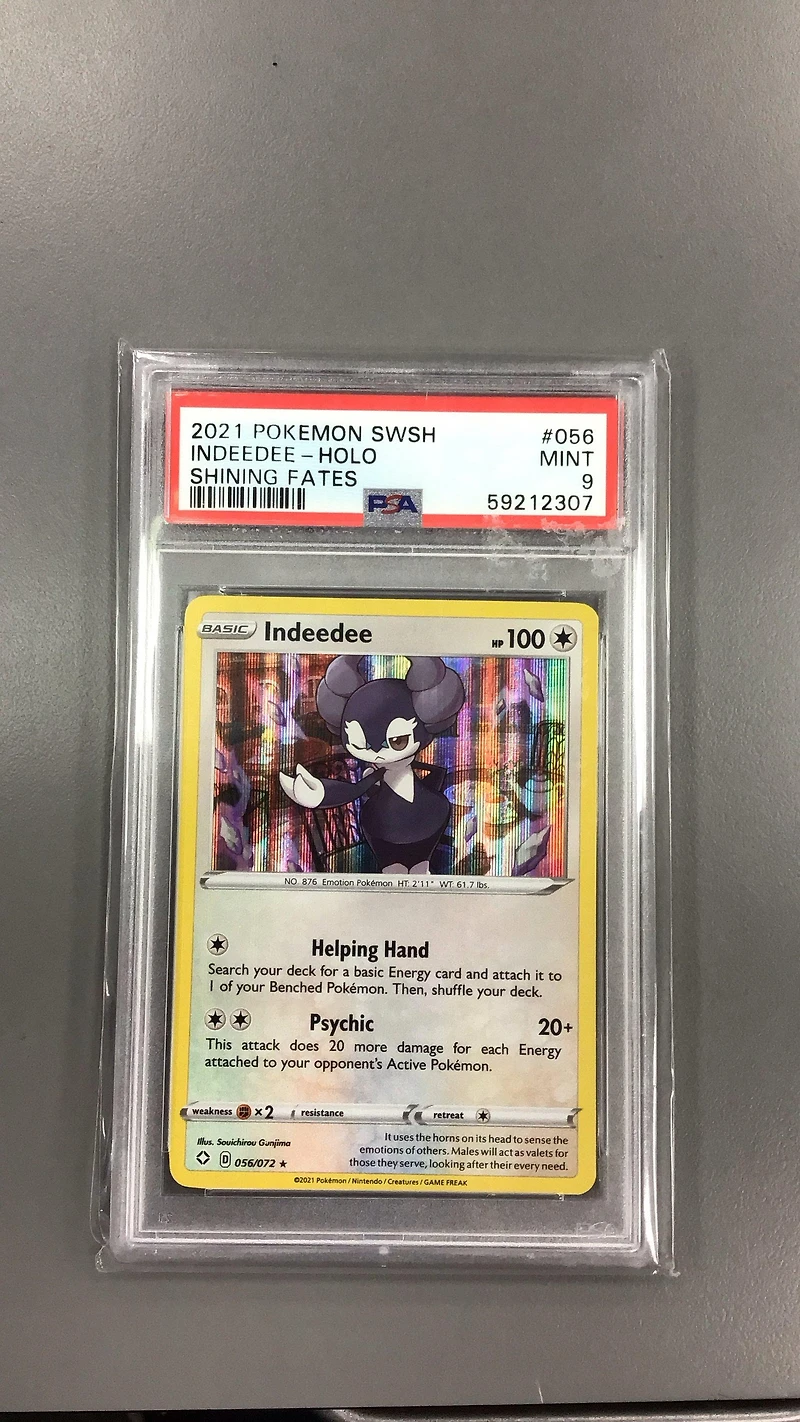 2021 POKEMON SWSH #056
INDEEDEE - HOLO MINT
SHINING FATES 9
PSA 59212307
BASIC Indeedee HP 100
NO. 876 Emotion Pokémon HT: 2'11" WT: 61.7 lbs.
Helping Hand
Search your deck for a basic Energy card and attach it to
1 of your Benched Pokémon. Then, shuffle your deck.
Psychic 20+
This attack does 20 more damage for each Energy
attached to your opponent's Active Pokémon.
weakness ×2 resistance retreat
Illus. Souichirou Gunjima
It uses the horns on its head to sense the
emotions of others. Males will act as valets for
those they serve, looking after their every need.
D 056/072 ★
©2021 Pokémon / Nintendo / Creatures / GAME FREAK